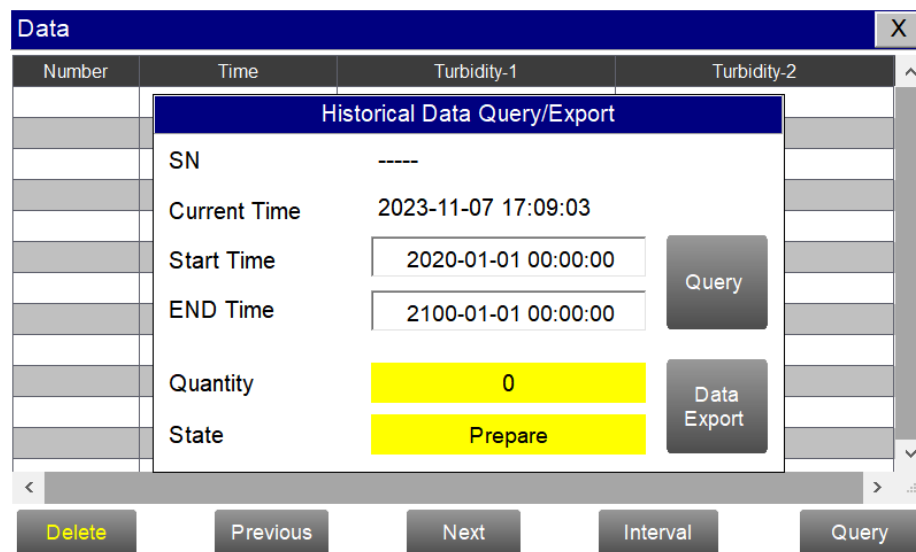 Data X
Number Time Turbidity-1 Turbidity-2
Historical Data Query/Export
SN -----
Current Time 2023-11-07 17:09:03
Start Time 2020-01-01 00:00:00
Query
END Time 2100-01-01 00:00:00
Quantity 0
Data
Export
State Prepare
Delete Previous Next Interval Query